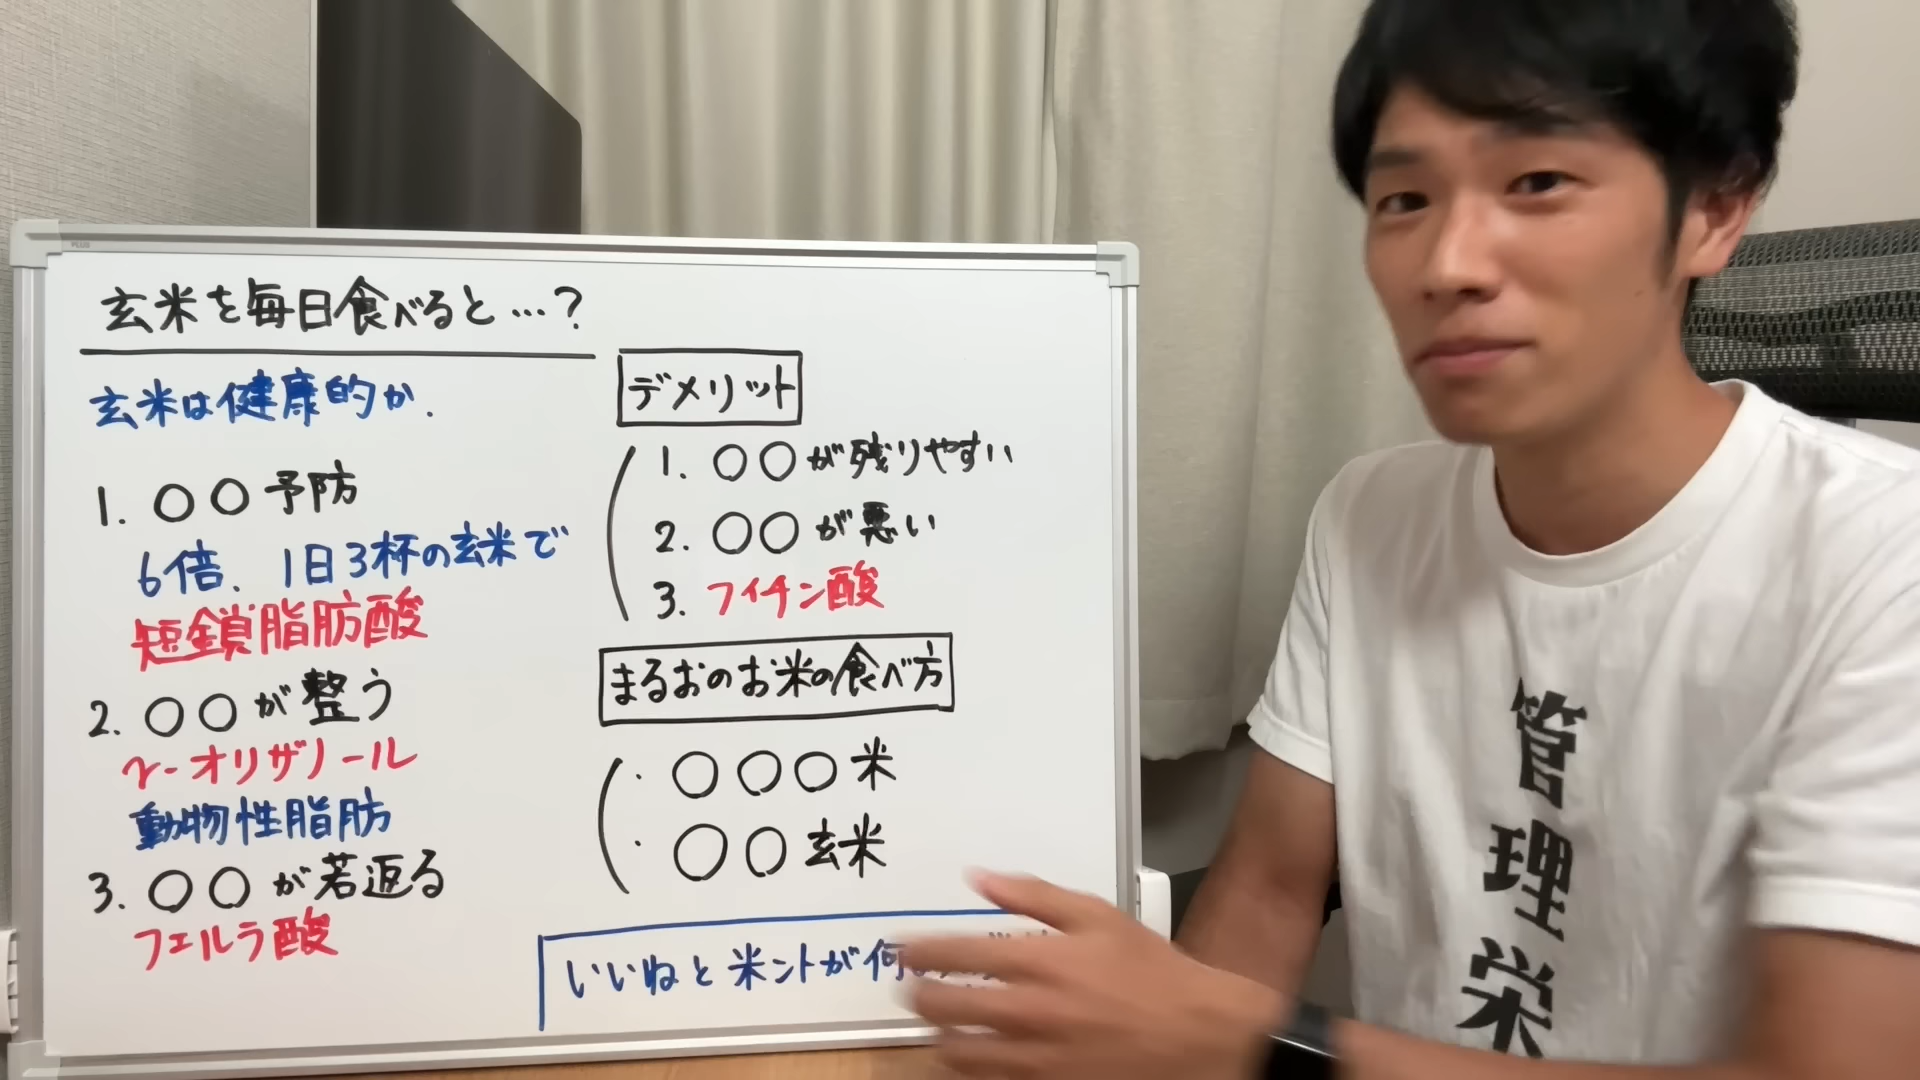 PLUS
玄米を毎日食べると…?
玄米は健康的か.
1. ○○予防
6倍. 1日3杯の玄米で
短鎖脂肪酸
2. ○○が整う
γ-オリザノール
動物性脂肪
3. ○○が若返る
フェルラ酸
デメリット
1. ○○が残りやすい
2. ○○が悪い
3. フィチン酸
まるおのお米の食べ方
・○○○米
・○○玄米
いいねと米ントが何
管理栄